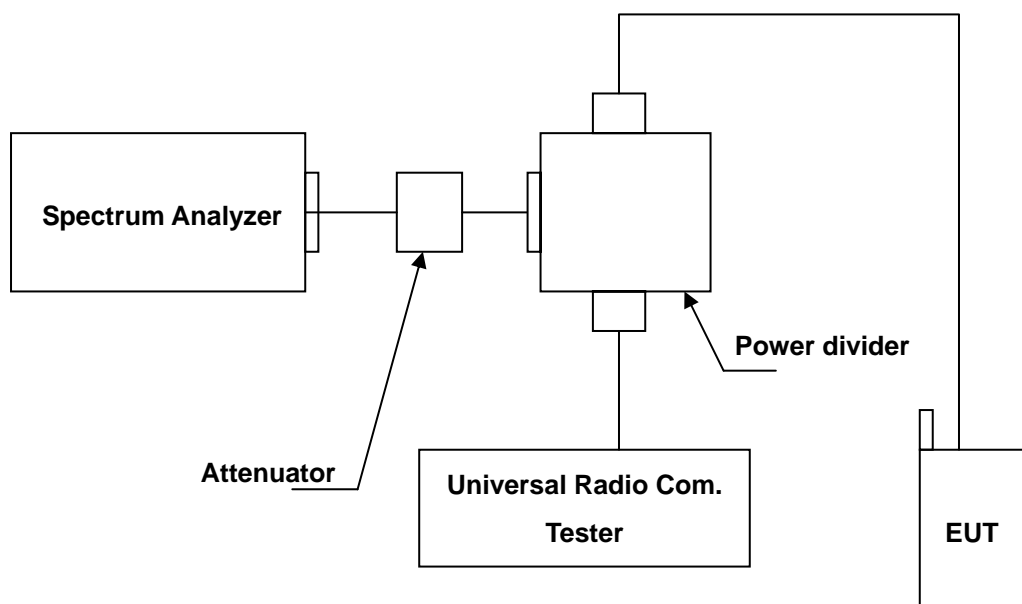 Spectrum Analyzer
Power divider
Attenuator
Universal Radio Com.
Tester
EUT